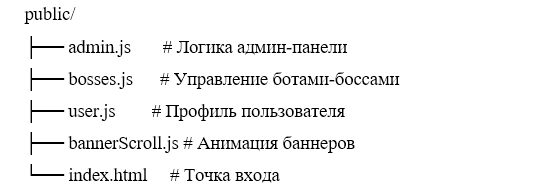 public/
├── admin.js # Логика админ-панели
├── bosses.js # Управление ботами-боссами
├── user.js # Профиль пользователя
├── bannerScroll.js # Анимация баннеров
└── index.html # Точка входа